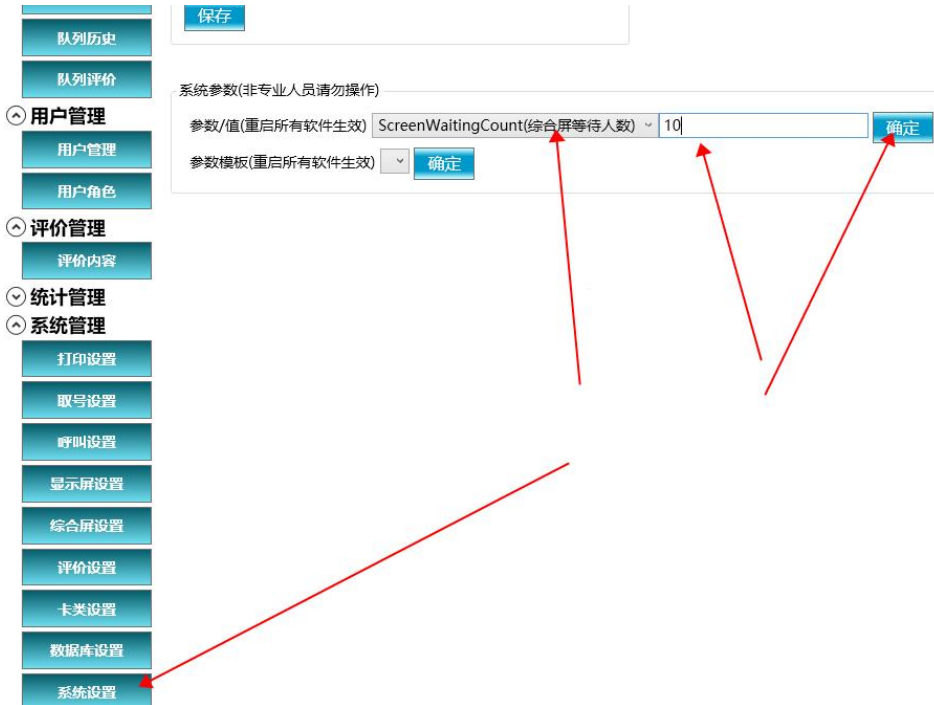 保存
队列历史
队列评价
系统参数(非专业人员请勿操作)
用户管理
参数/值(重启所有软件生效) ScreenWaitingCount(综合屏等待人数) 10 确定
用户管理
参数模板(重启所有软件生效) 确定
用户角色
评价管理
评价内容
统计管理
系统管理
打印设置
取号设置
呼叫设置
显示屏设置
综合屏设置
评价设置
卡类设置
数据库设置
系统设置